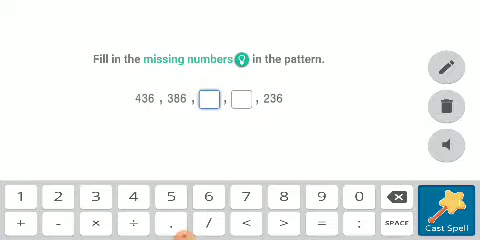 Fill in the missing numbers in the pattern.
436 , 386 , , , 236
1 2 3 4 5 6 7 8 9 0
+ - × ÷ . / < > = : SPACE
Cast Spell